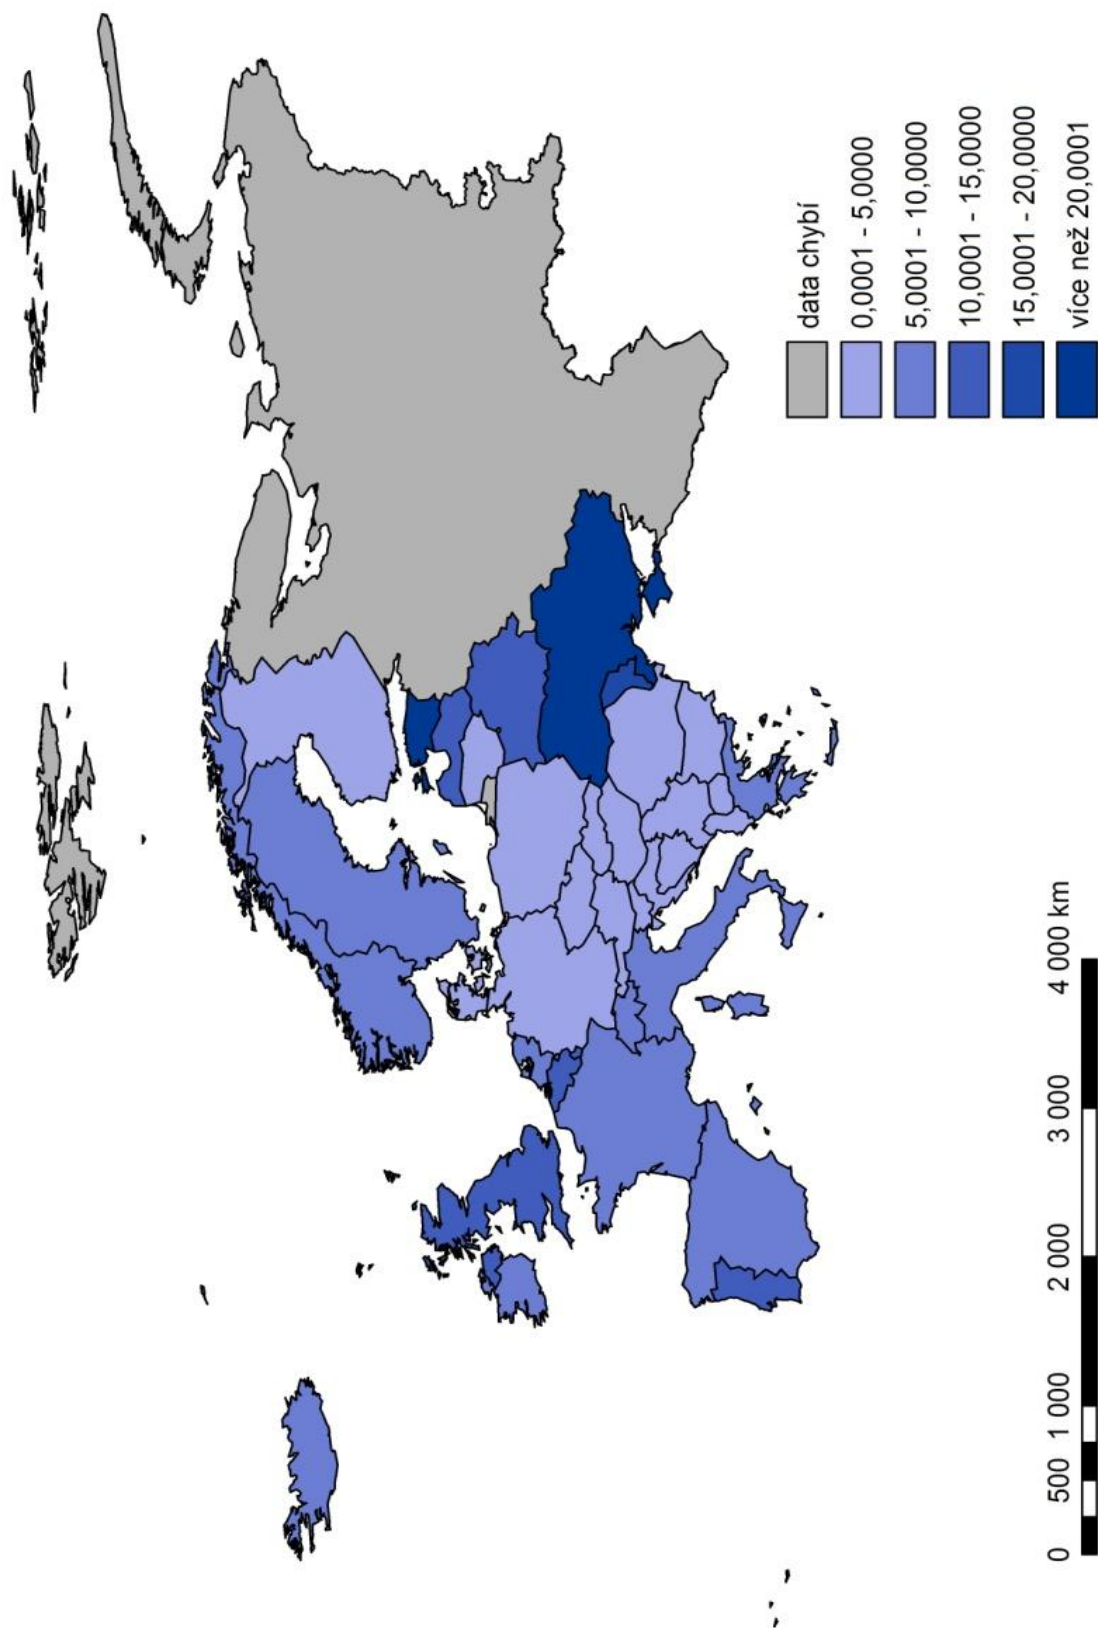 data chybí
0,0001 - 5,0000
5,0001 - 10,0000
10,0001 - 15,0000
15,0001 - 20,0000
více než 20,0001
0 500 1 000 2 000 3 000 4 000 km